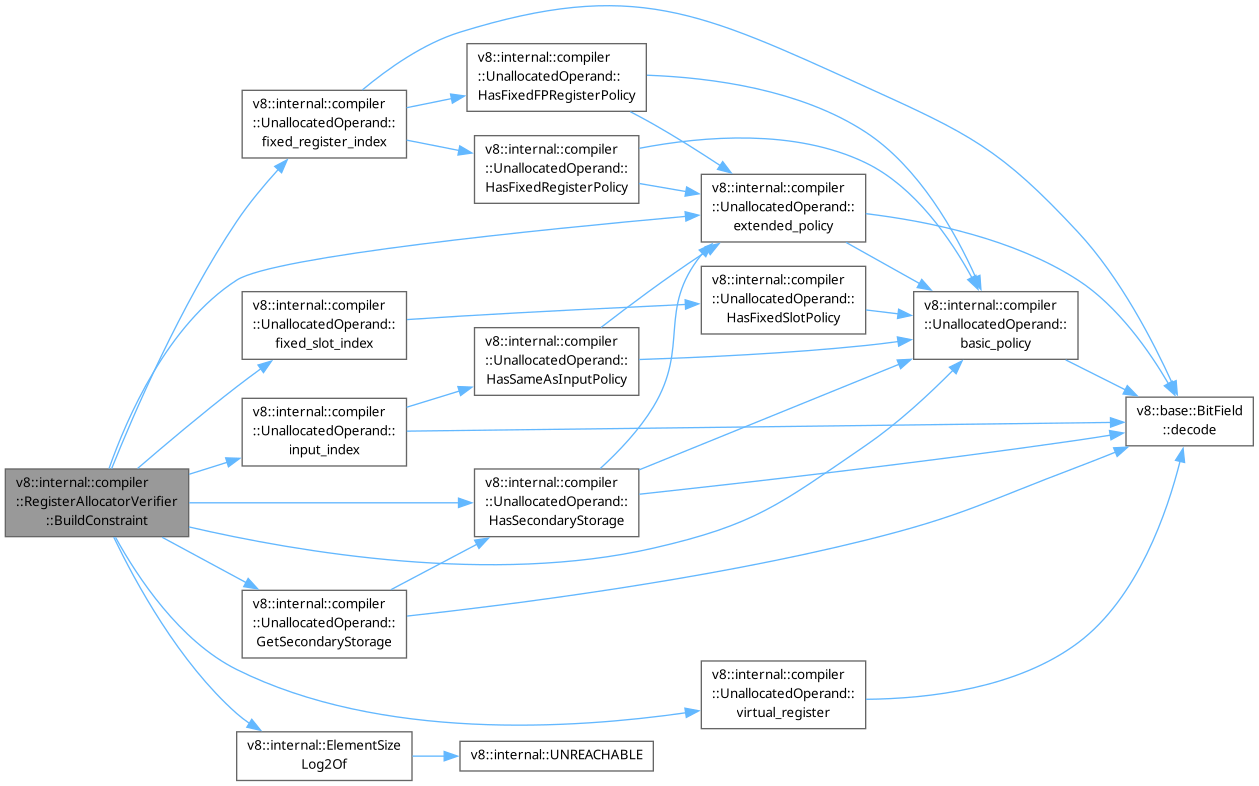 v8::internal::compiler
::RegisterAllocatorVerifier
::BuildConstraint
v8::internal::compiler
::UnallocatedOperand::
fixed_register_index
v8::internal::compiler
::UnallocatedOperand::
HasFixedFPRegisterPolicy
v8::internal::compiler
::UnallocatedOperand::
HasFixedRegisterPolicy
v8::internal::compiler
::UnallocatedOperand::
extended_policy
v8::internal::compiler
::UnallocatedOperand::
basic_policy
v8::base::BitField
::decode
v8::internal::compiler
::UnallocatedOperand::
fixed_slot_index
v8::internal::compiler
::UnallocatedOperand::
HasFixedSlotPolicy
v8::internal::compiler
::UnallocatedOperand::
input_index
v8::internal::compiler
::UnallocatedOperand::
HasSameAsInputPolicy
v8::internal::compiler
::UnallocatedOperand::
HasSecondaryStorage
v8::internal::compiler
::UnallocatedOperand::
GetSecondaryStorage
v8::internal::compiler
::UnallocatedOperand::
virtual_register
v8::internal::ElementSize
Log2Of
v8::internal::UNREACHABLE